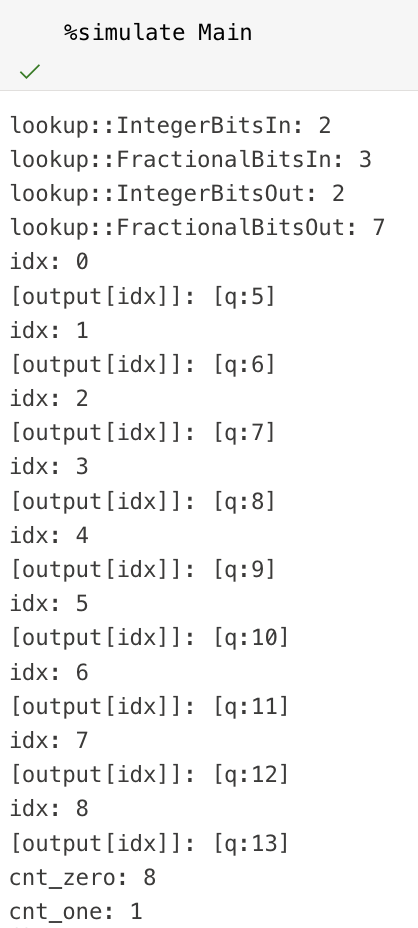 %simulate Main
lookup::IntegerBitsIn: 2
lookup::FractionalBitsIn: 3
lookup::IntegerBitsOut: 2
lookup::FractionalBitsOut: 7
idx: 0
[output[idx]]: [q:5]
idx: 1
[output[idx]]: [q:6]
idx: 2
[output[idx]]: [q:7]
idx: 3
[output[idx]]: [q:8]
idx: 4
[output[idx]]: [q:9]
idx: 5
[output[idx]]: [q:10]
idx: 6
[output[idx]]: [q:11]
idx: 7
[output[idx]]: [q:12]
idx: 8
[output[idx]]: [q:13]
cnt_zero: 8
cnt_one: 1